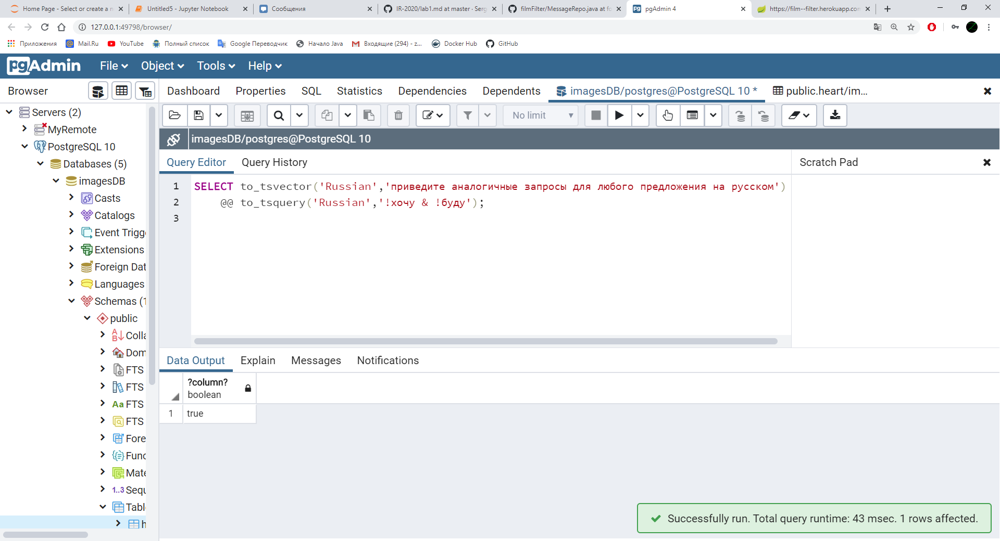 Home Page - Select or create a n
Untitled5 - Jupyter Notebook
Сообщения
IR-2020/lab1.md at master · Serg
filmFilter/MessageRepo.java at fo
pgAdmin 4
https://film--filter.herokuapp.con
127.0.0.1:49798/browser/
Приложения
Mail.Ru
YouTube
Полный список
Google Переводчик
Начало Java
Входящие (294) - z...
Docker Hub
GitHub
pgAdmin
File
Object
Tools
Help
Browser
Dashboard
Properties
SQL
Statistics
Dependencies
Dependents
imagesDB/postgres@PostgreSQL 10 *
public.heart/im...
Servers (2)
MyRemote
PostgreSQL 10
Databases (5)
imagesDB
Casts
Catalogs
Event Trigg
Extensions
Foreign Dat
Languages
Schemas (1
public
Colla
Dom
FTS
FTS
Aa FTS
FTS
Fore
Func
Mate
1..3 Sequ
Tabl
h
No limit
imagesDB/postgres@PostgreSQL 10
Query Editor
Query History
Scratch Pad
1 SELECT to_tsvector('Russian','приведите аналогичные запросы для любого предложения на русском')
2 @@ to_tsquery('Russian','!хочу & !буду');
3
Data Output
Explain
Messages
Notifications
?column?
boolean
1 true
Successfully run. Total query runtime: 43 msec. 1 rows affected.